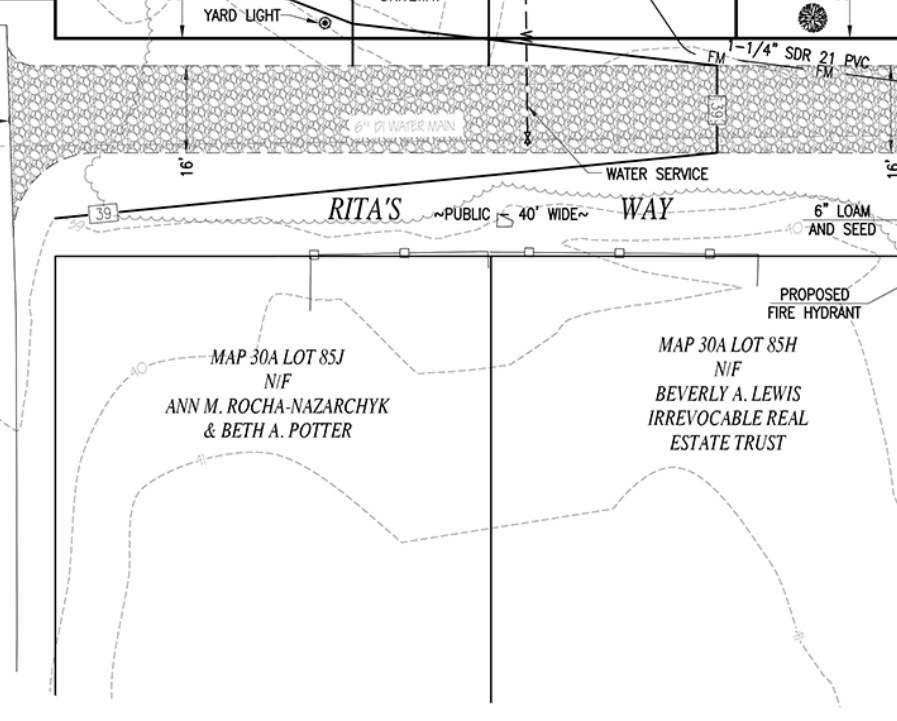 YARD LIGHT
1-1/4" SDR 21 PVC
FM
FM
39
6" DI WATER MAIN
16'
16'
WATER SERVICE
39
39
RITA'S ~PUBLIC - 40' WIDE~ WAY
6" LOAM
AND SEED
40
PROPOSED
FIRE HYDRANT
MAP 30A LOT 85J
N/F
ANN M. ROCHA-NAZARCHYK
& BETH A. POTTER
MAP 30A LOT 85H
N/F
BEVERLY A. LEWIS
IRREVOCABLE REAL
ESTATE TRUST
40
41
41